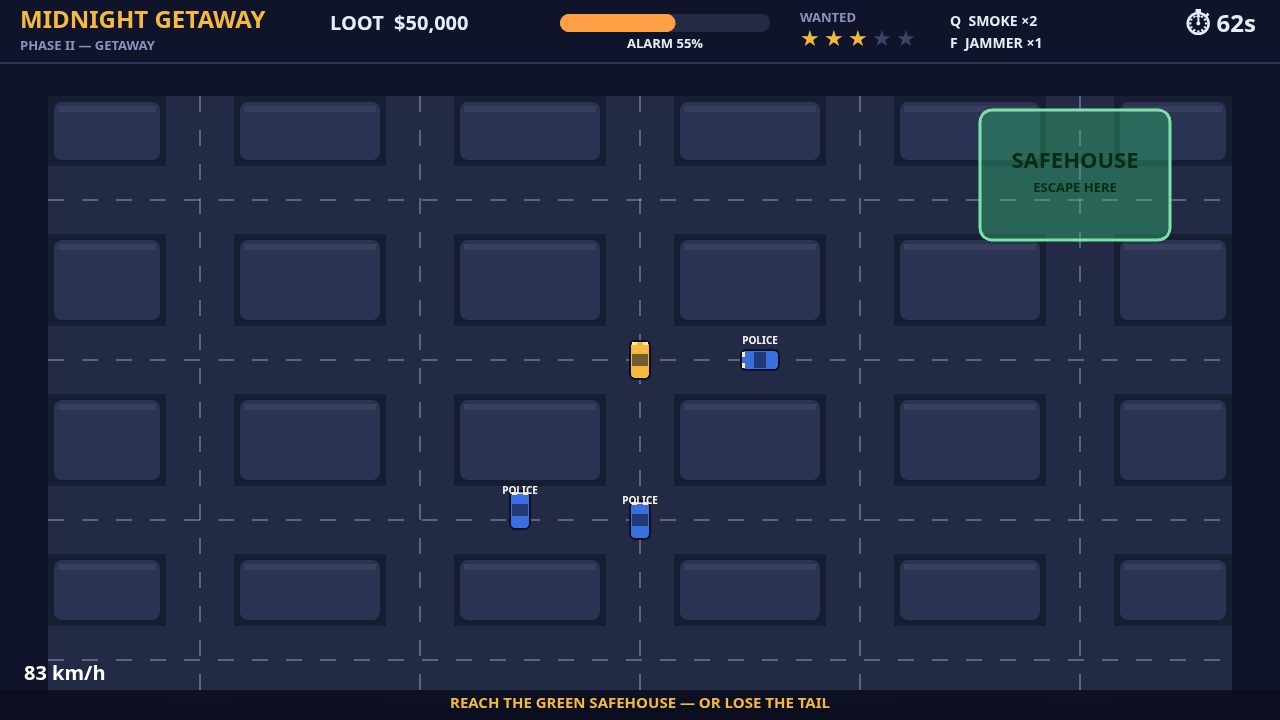 MIDNIGHT GETAWAY
PHASE II — GETAWAY
LOOT $50,000
ALARM 55%
WANTED
Q SMOKE ×2
F JAMMER ×1
62s
SAFEHOUSE
ESCAPE HERE
POLICE
POLICE
POLICE
83 km/h
REACH THE GREEN SAFEHOUSE — OR LOSE THE TAIL